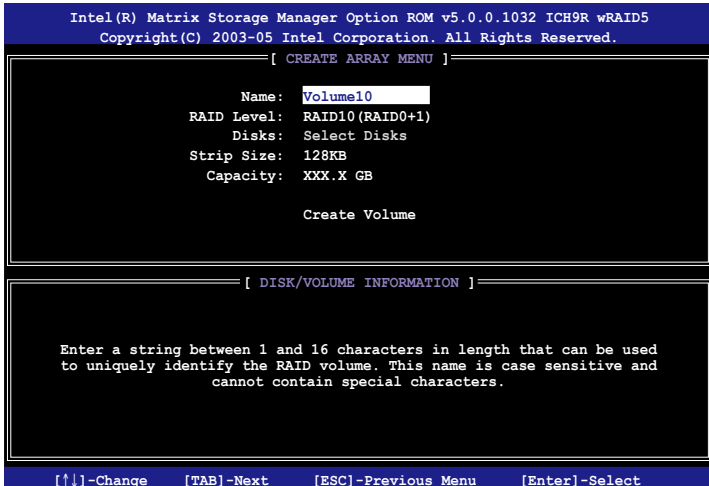 Intel(R) Matrix Storage Manager Option ROM v5.0.0.1032 ICH9R wRAID5
Copyright(C) 2003-05 Intel Corporation. All Rights Reserved.
[ CREATE ARRAY MENU ]
Name: Volume10
RAID Level: RAID10(RAID0+1)
Disks: Select Disks
Strip Size: 128KB
Capacity: XXX.X GB
Create Volume
[ DISK/VOLUME INFORMATION ]
Enter a string between 1 and 16 characters in length that can be used
to uniquely identify the RAID volume. This name is case sensitive and
cannot contain special characters.
[↑↓]-Change [TAB]-Next [ESC]-Previous Menu [Enter]-Select